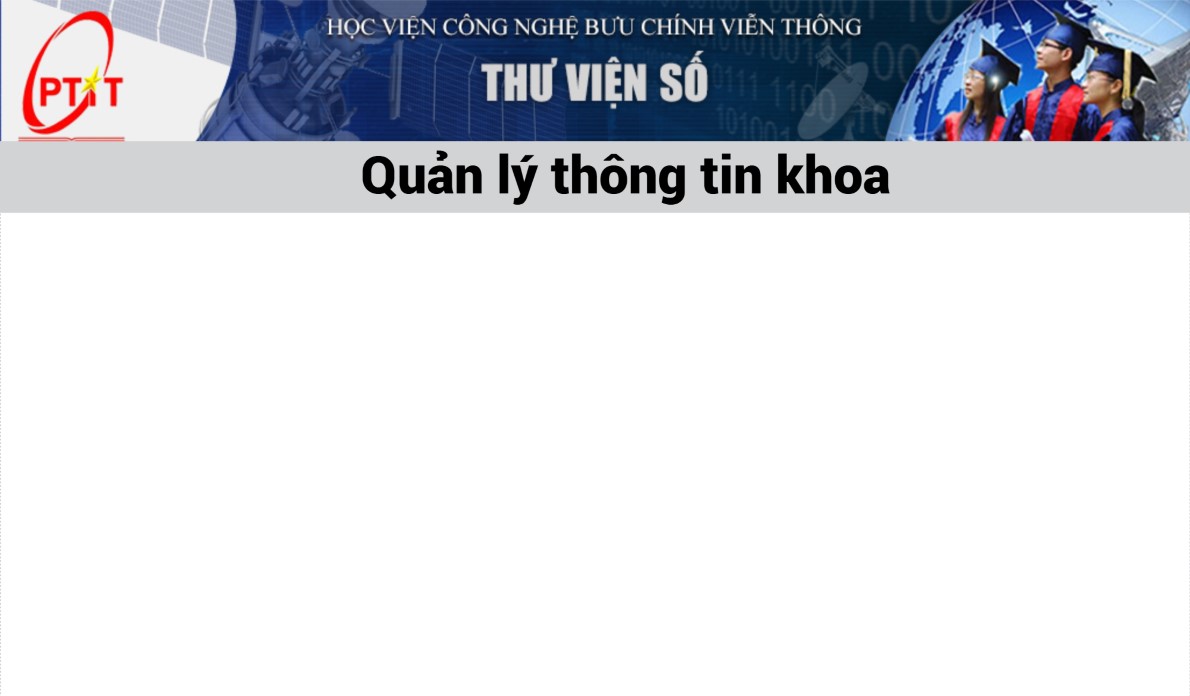 HỌC VIỆN CÔNG NGHỆ BƯU CHÍNH VIỄN THÔNG
PTIT
THƯ VIỆN SỐ
Quản lý thông tin khoa